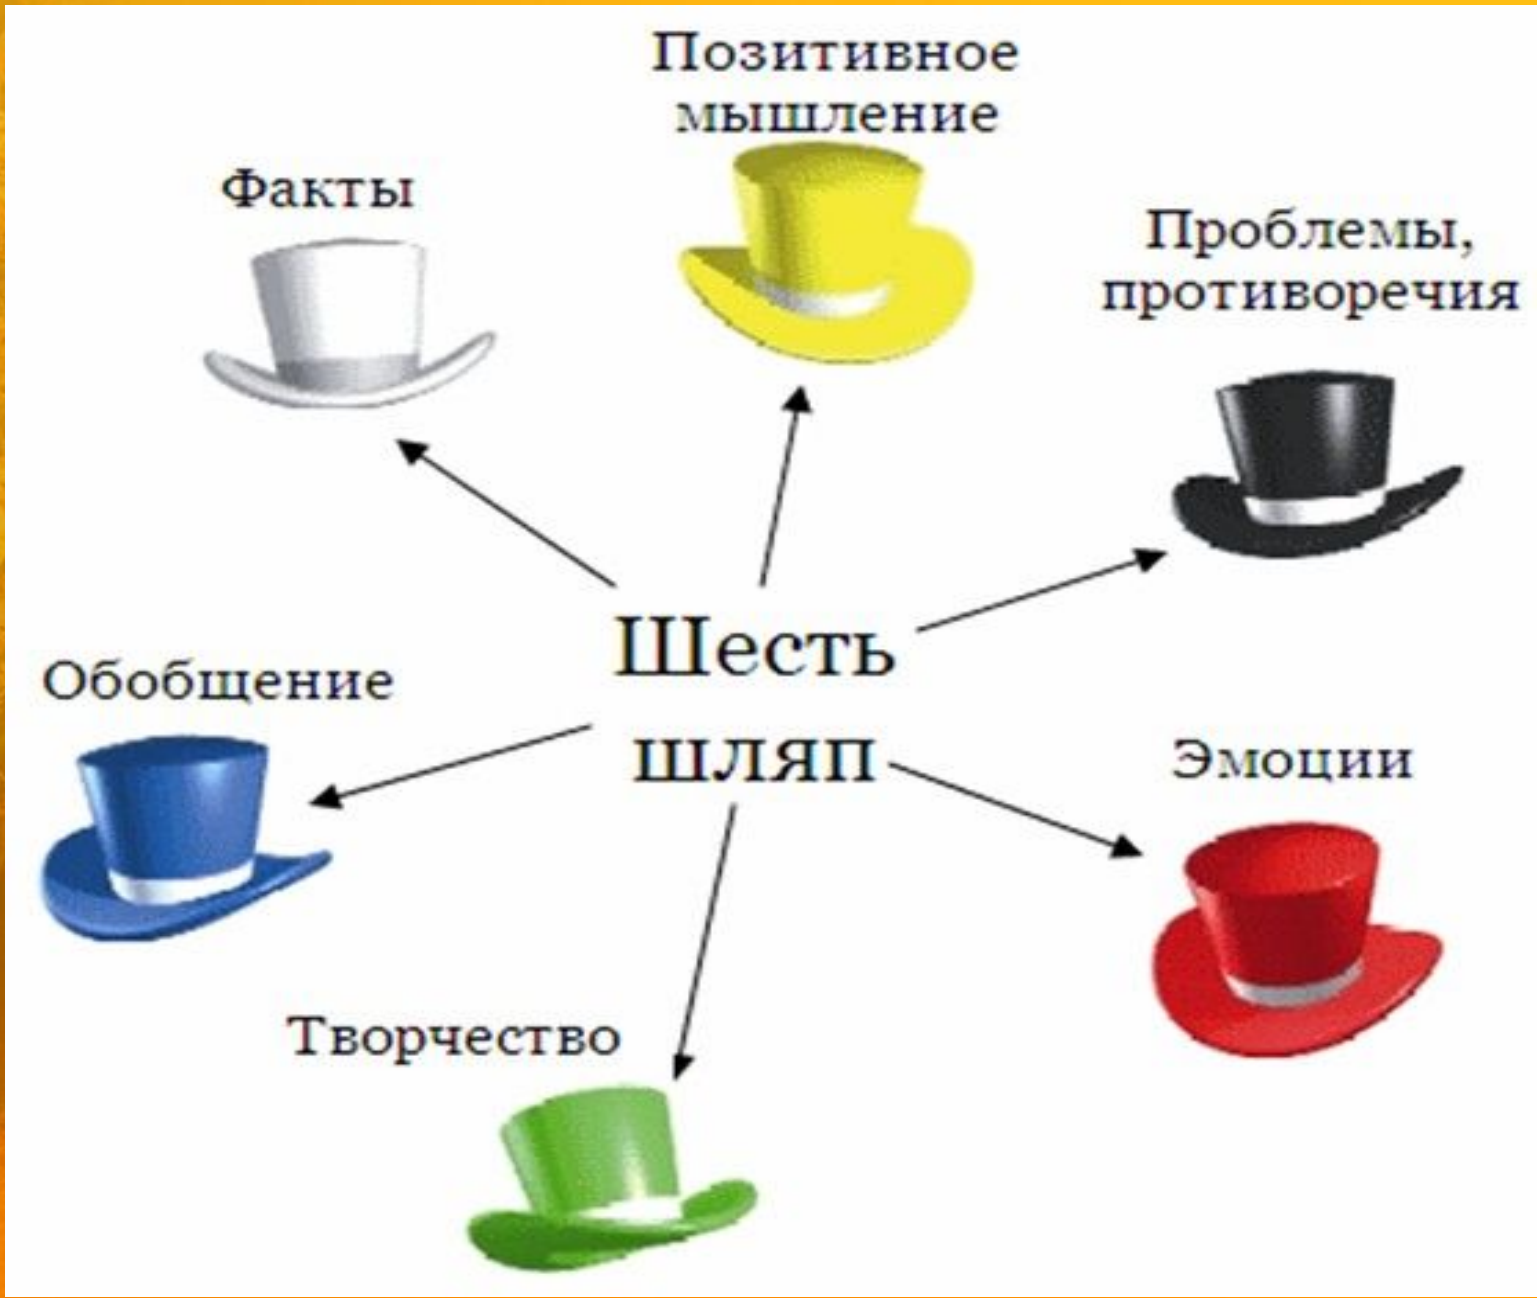 Позитивное
мышление
Факты
Проблемы,
противоречия
Шесть
шляп
Обобщение
Эмоции
Творчество